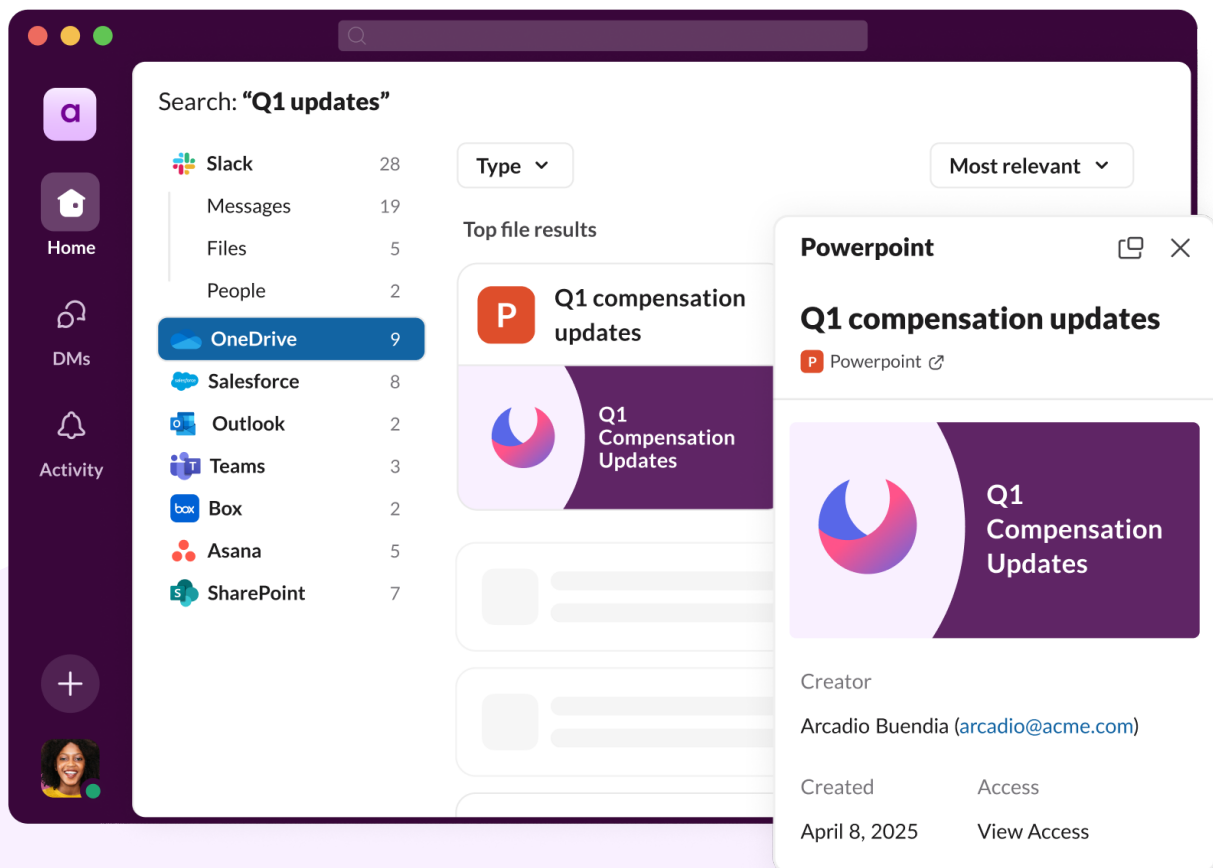 a
Search: “Q1 updates”
Home
DMs
Activity
Slack 28
Messages 19
Files 5
People 2
OneDrive 9
salesforce Salesforce 8
Outlook 2
T Teams 3
box Box 2
Asana 5
S SharePoint 7
Type
Most relevant
Top file results
P
Q1 compensation
updates
Q1
Compensation
Updates
Powerpoint
Q1 compensation updates
P Powerpoint
Q1
Compensation
Updates
Creator
Arcadio Buendia (arcadio@acme.com)
Created Access
April 8, 2025 View Access